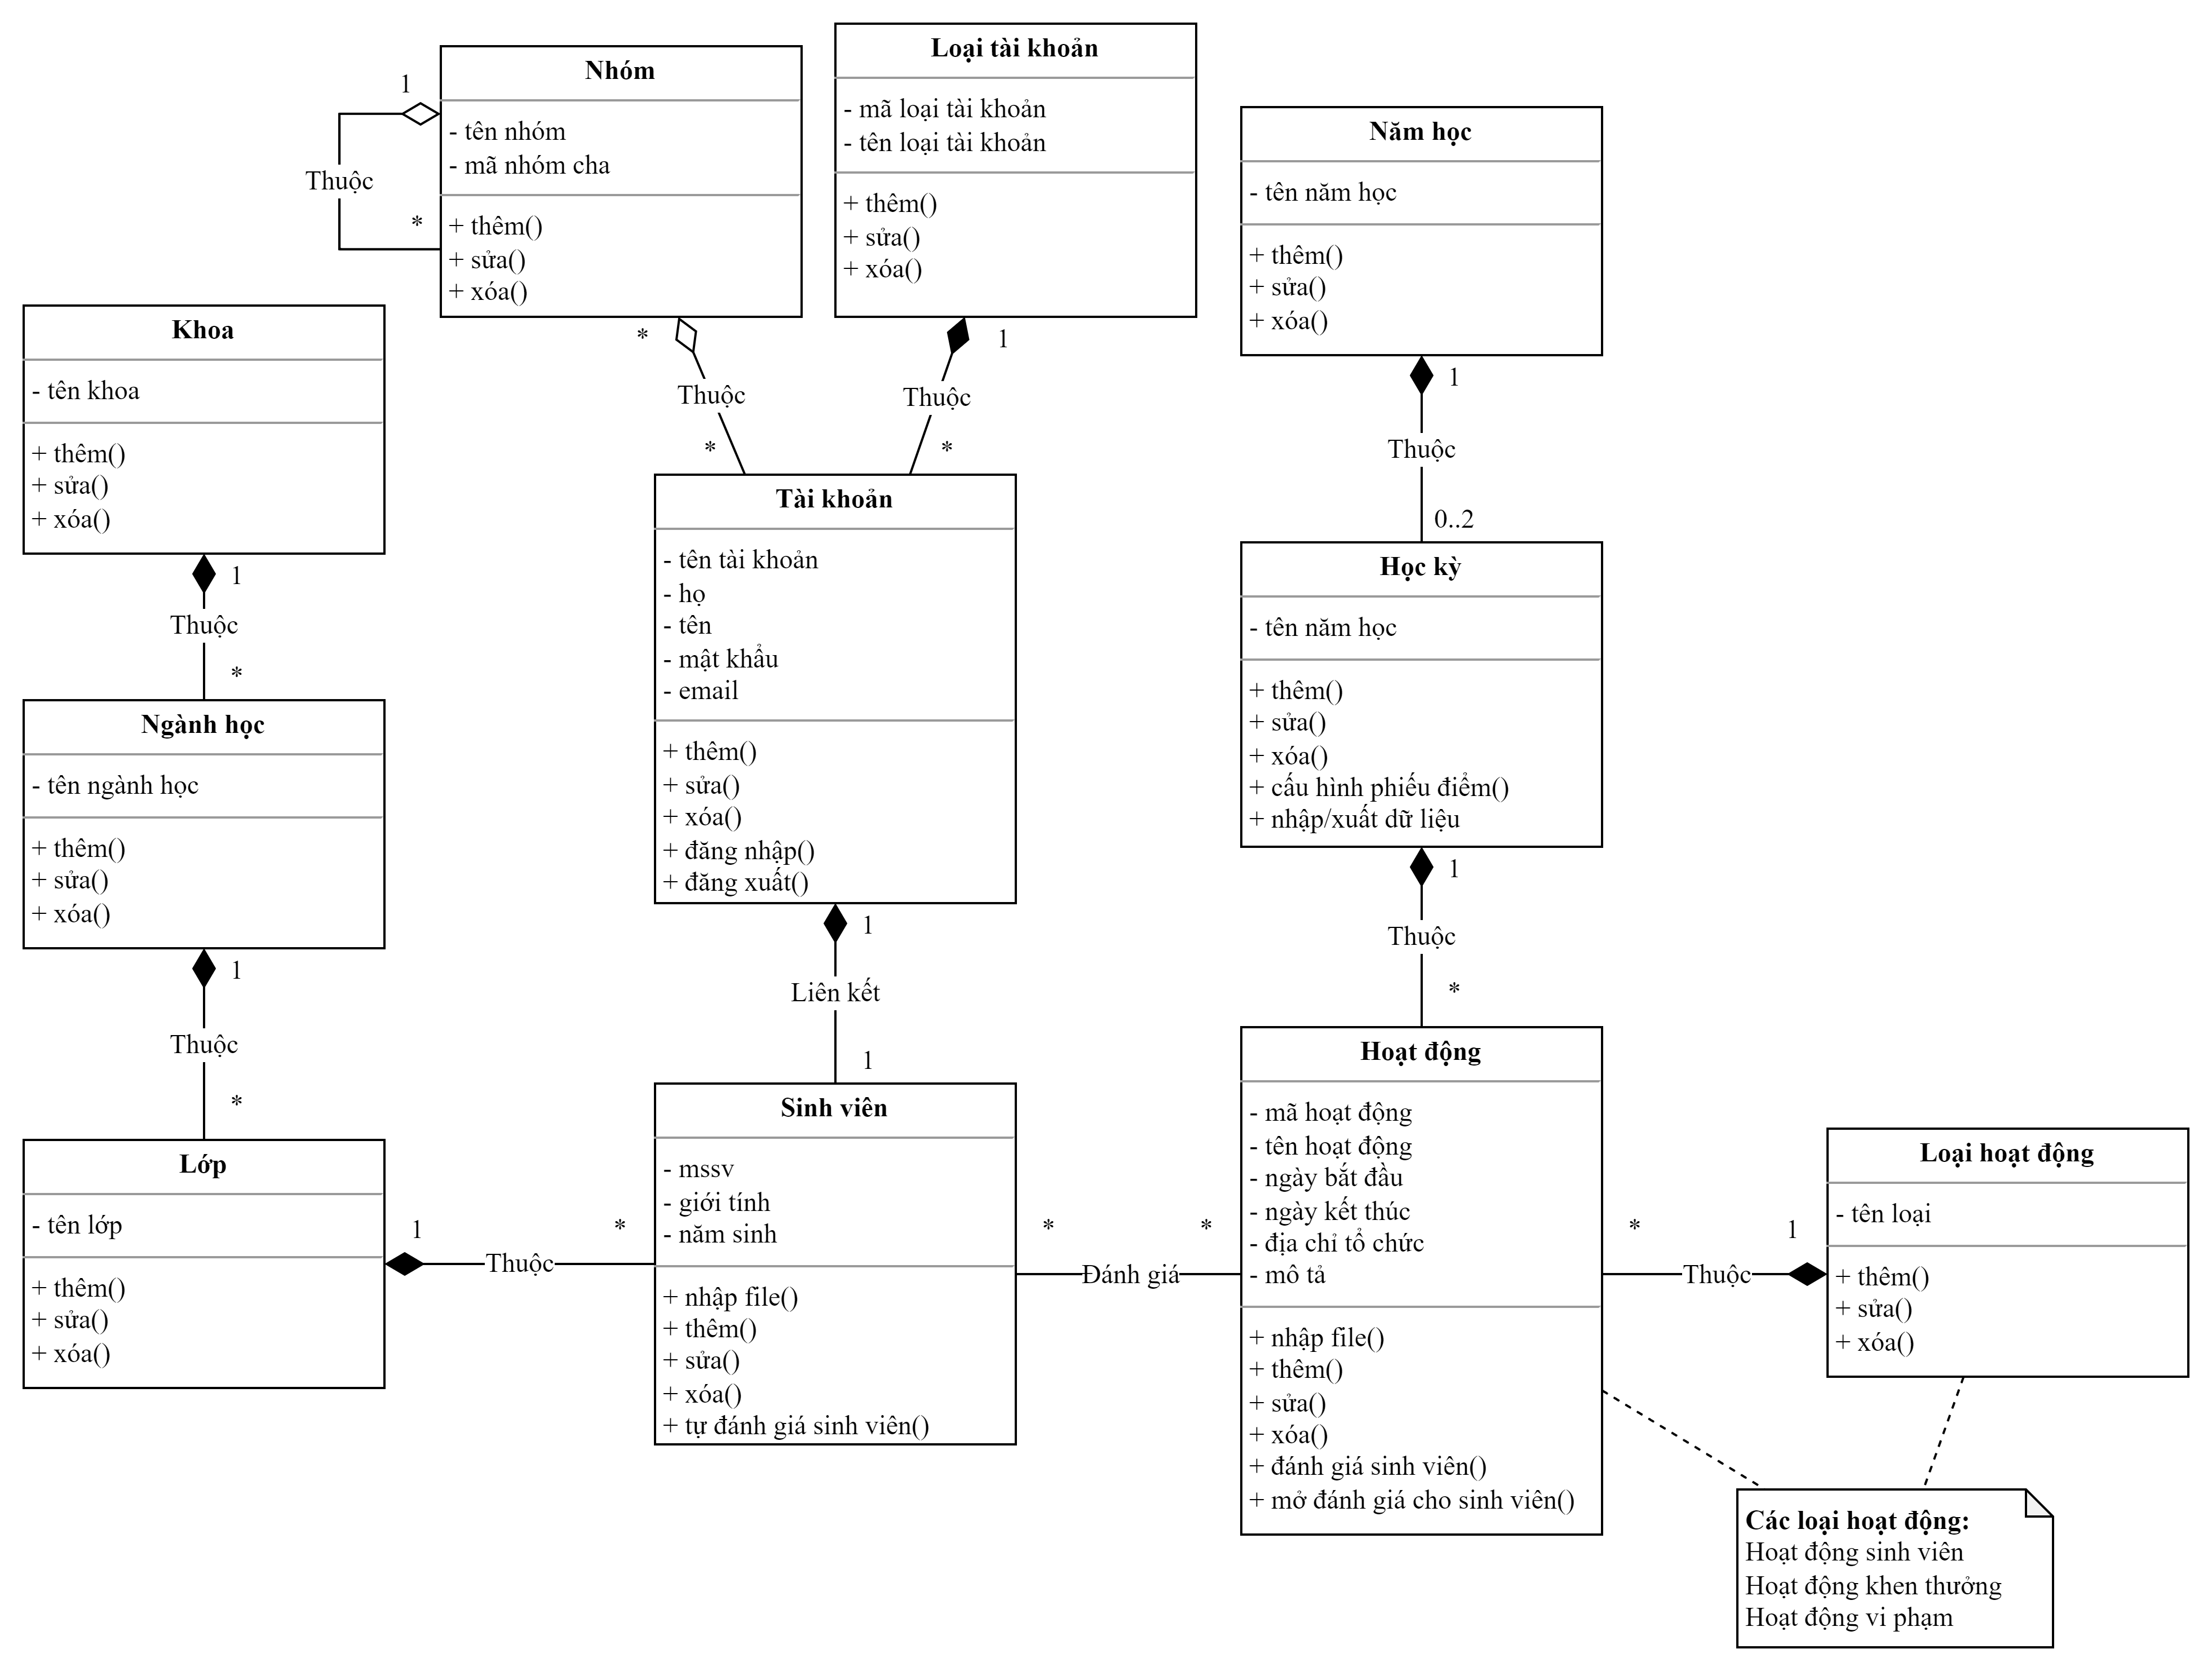 Nhóm
- tên nhóm
- mã nhóm cha
+ thêm()
+ sửa()
+ xóa()
1
Thuộc
*
Loại tài khoản
- mã loại tài khoản
- tên loại tài khoản
+ thêm()
+ sửa()
+ xóa()
Năm học
- tên năm học
+ thêm()
+ sửa()
+ xóa()
Khoa
- tên khoa
+ thêm()
+ sửa()
+ xóa()
*
Thuộc
*
1
Thuộc
*
1
Thuộc
0..2
1
Thuộc
*
Tài khoản
- tên tài khoản
- họ
- tên
- mật khẩu
- email
+ thêm()
+ sửa()
+ xóa()
+ đăng nhập()
+ đăng xuất()
Học kỳ
- tên năm học
+ thêm()
+ sửa()
+ xóa()
+ cấu hình phiếu điểm()
+ nhập/xuất dữ liệu
Ngành học
- tên ngành học
+ thêm()
+ sửa()
+ xóa()
1
Thuộc
*
1
Liên kết
1
1
Thuộc
*
Lớp
- tên lớp
+ thêm()
+ sửa()
+ xóa()
1
Thuộc
*
Sinh viên
- mssv
- giới tính
- năm sinh
+ nhập file()
+ thêm()
+ sửa()
+ xóa()
+ tự đánh giá sinh viên()
*
Đánh giá
*
Hoạt động
- mã hoạt động
- tên hoạt động
- ngày bắt đầu
- ngày kết thúc
- địa chỉ tổ chức
- mô tả
+ nhập file()
+ thêm()
+ sửa()
+ xóa()
+ đánh giá sinh viên()
+ mở đánh giá cho sinh viên()
*
Thuộc
1
Loại hoạt động
- tên loại
+ thêm()
+ sửa()
+ xóa()
Các loại hoạt động:
Hoạt động sinh viên
Hoạt động khen thưởng
Hoạt động vi phạm